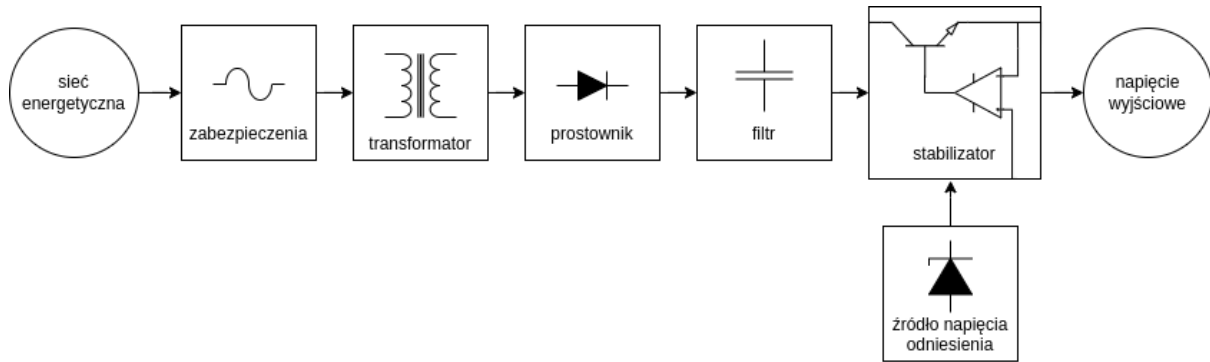 sieć
energetyczna
zabezpieczenia
transformator
prostownik
filtr
stabilizator
napięcie
wyjściowe
źródło napięcia
odniesienia